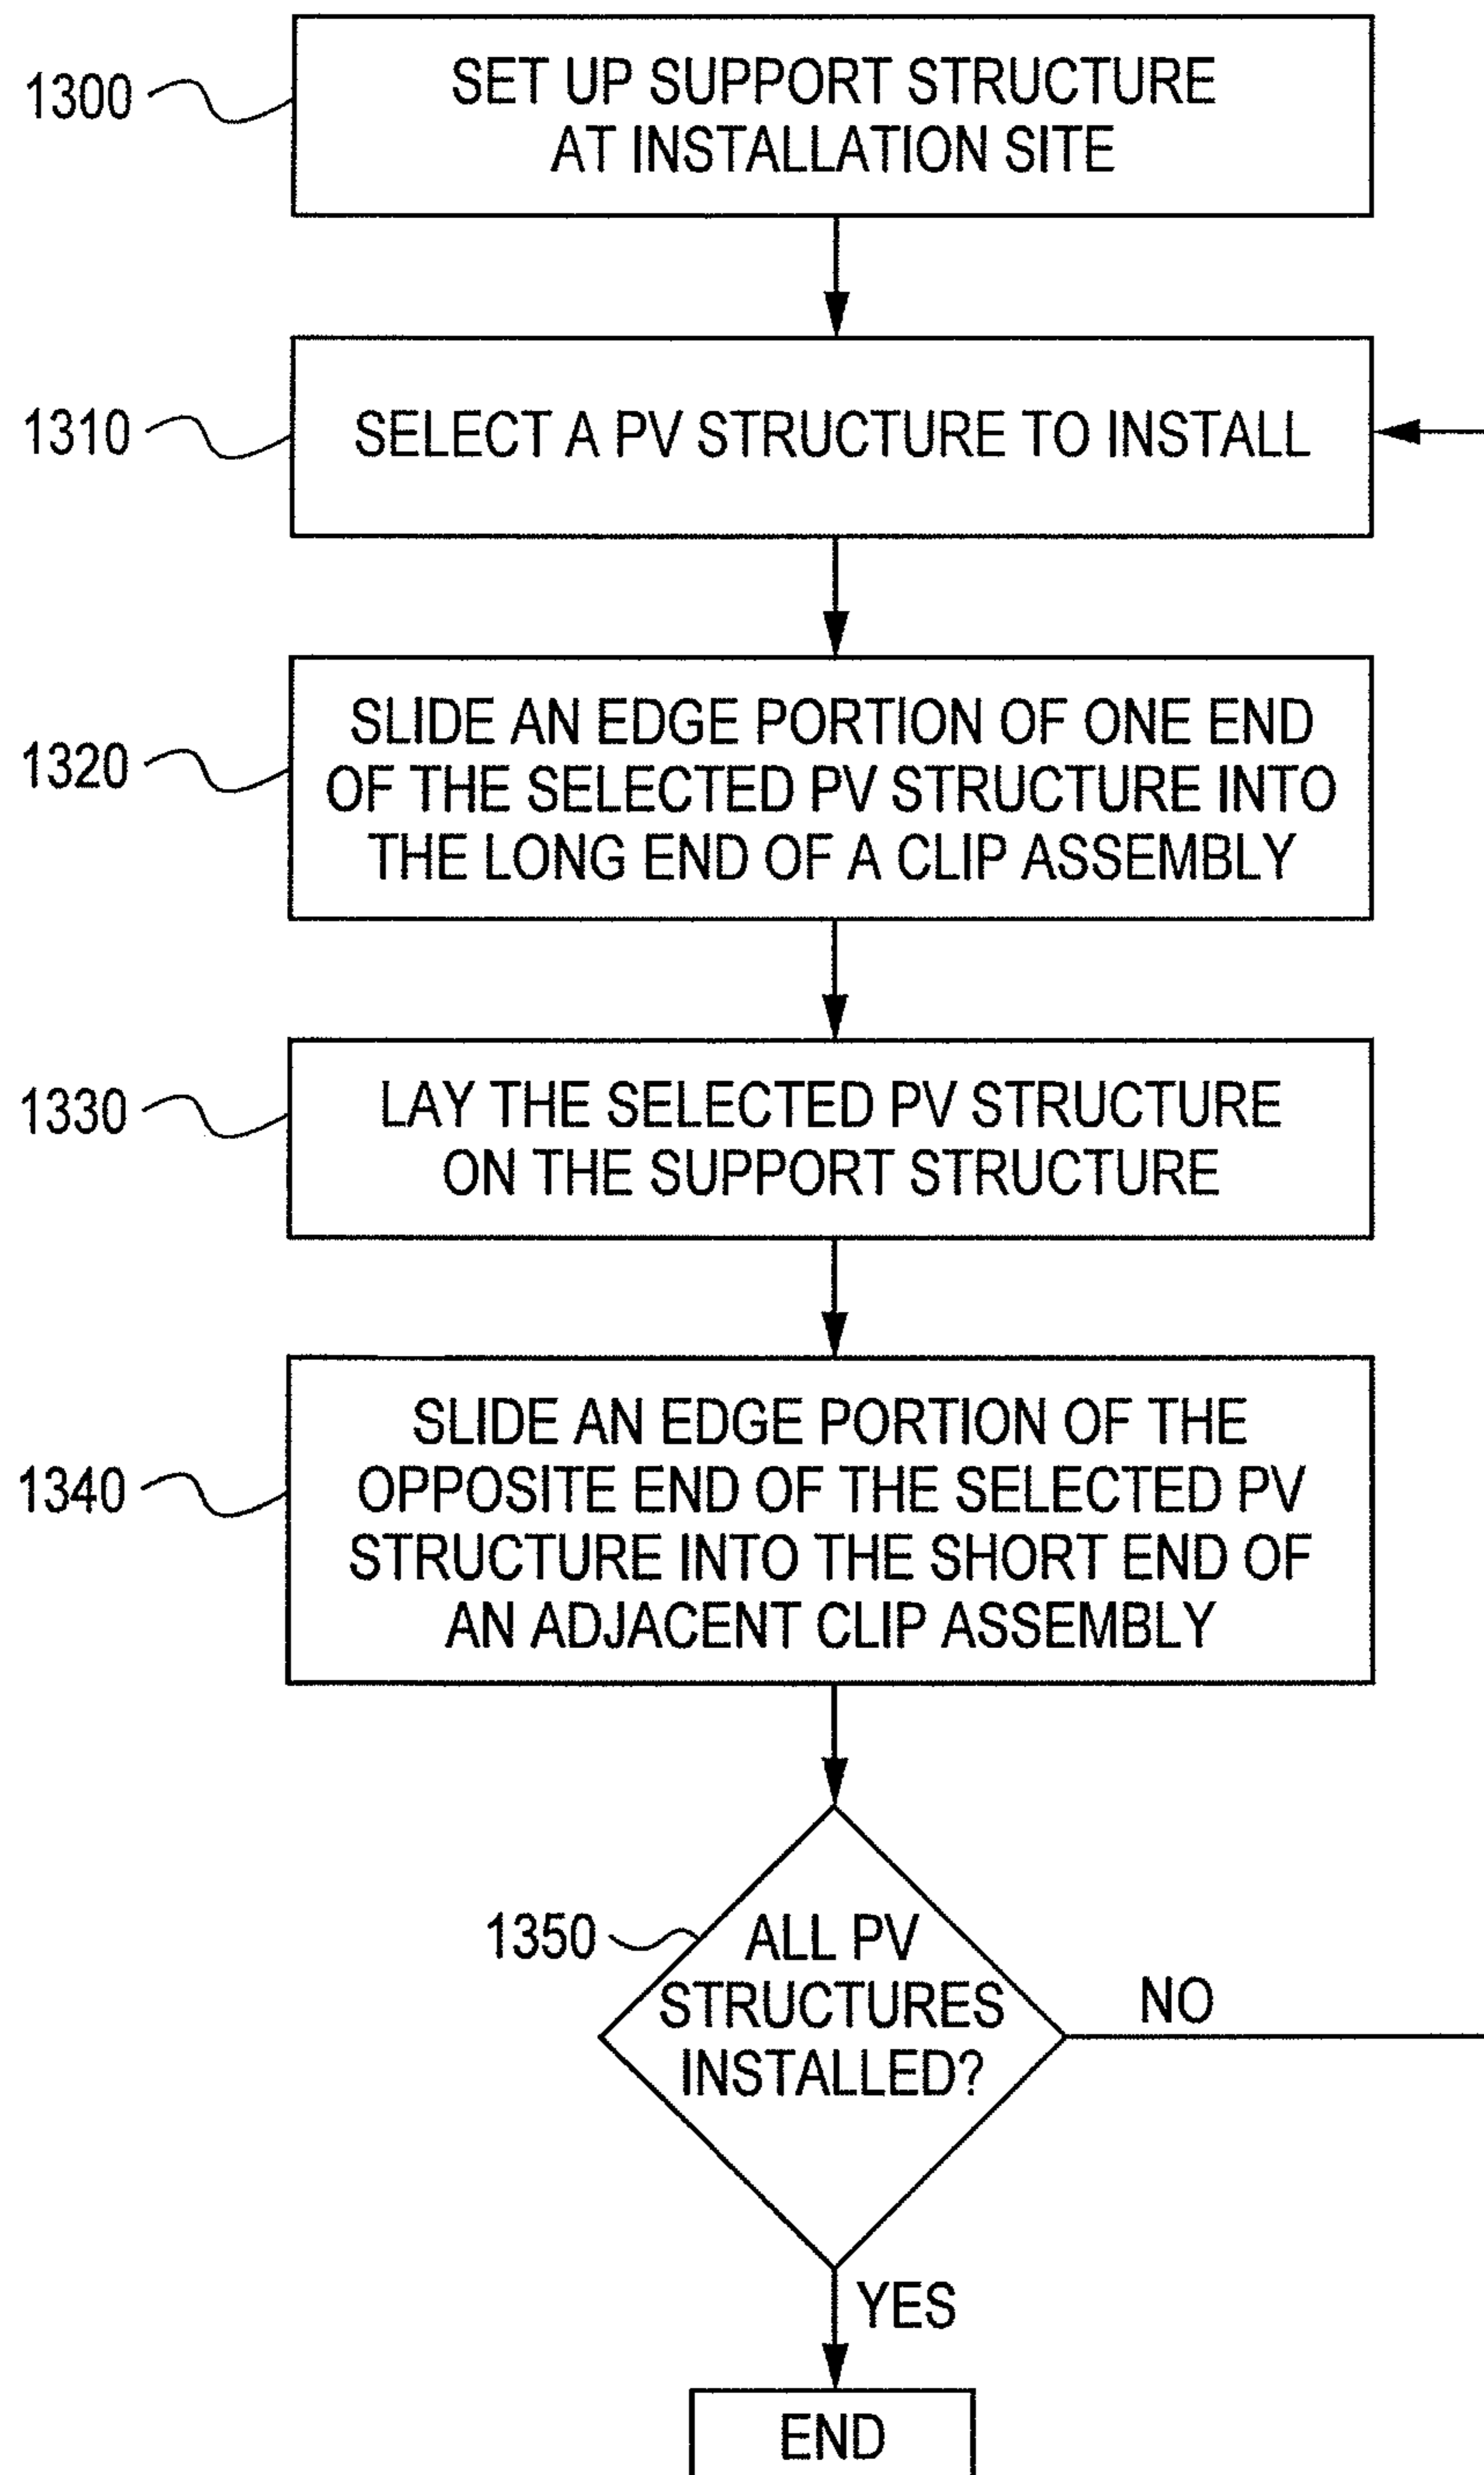 1300
SET UP SUPPORT STRUCTURE
AT INSTALLATION SITE
1310
SELECT A PV STRUCTURE TO INSTALL
1320
SLIDE AN EDGE PORTION OF ONE END
OF THE SELECTED PV STRUCTURE INTO
THE LONG END OF A CLIP ASSEMBLY
1330
LAY THE SELECTED PV STRUCTURE
ON THE SUPPORT STRUCTURE
1340
SLIDE AN EDGE PORTION OF THE
OPPOSITE END OF THE SELECTED PV
STRUCTURE INTO THE SHORT END OF
AN ADJACENT CLIP ASSEMBLY
1350
ALL PV
STRUCTURES
INSTALLED?
NO
YES
END